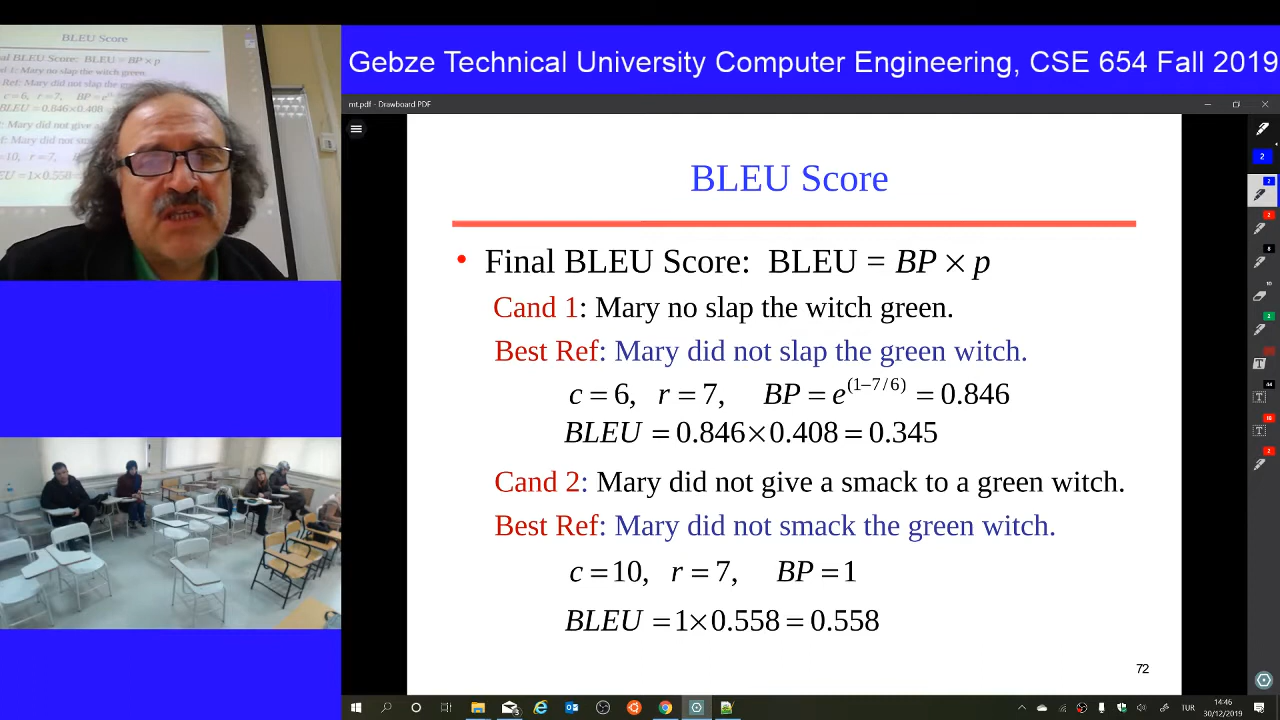 Gebze Technical University Computer Engineering, CSE 654 Fall 2019
mt.pdf - Drawboard PDF
BLEU Score
• Final BLEU Score: BLEU = BP × p
Cand 1: Mary no slap the witch green.
Best Ref: Mary did not slap the green witch.
c = 6, r = 7, BP = e^(1–7/6) = 0.846
BLEU = 0.846×0.408 = 0.345
Cand 2: Mary did not give a smack to a green witch.
Best Ref: Mary did not smack the green witch.
c = 10, r = 7, BP = 1
BLEU = 1×0.558 = 0.558
72
TUR
14:46
30/12/2019
BLEU Score
BLEU = BP × p